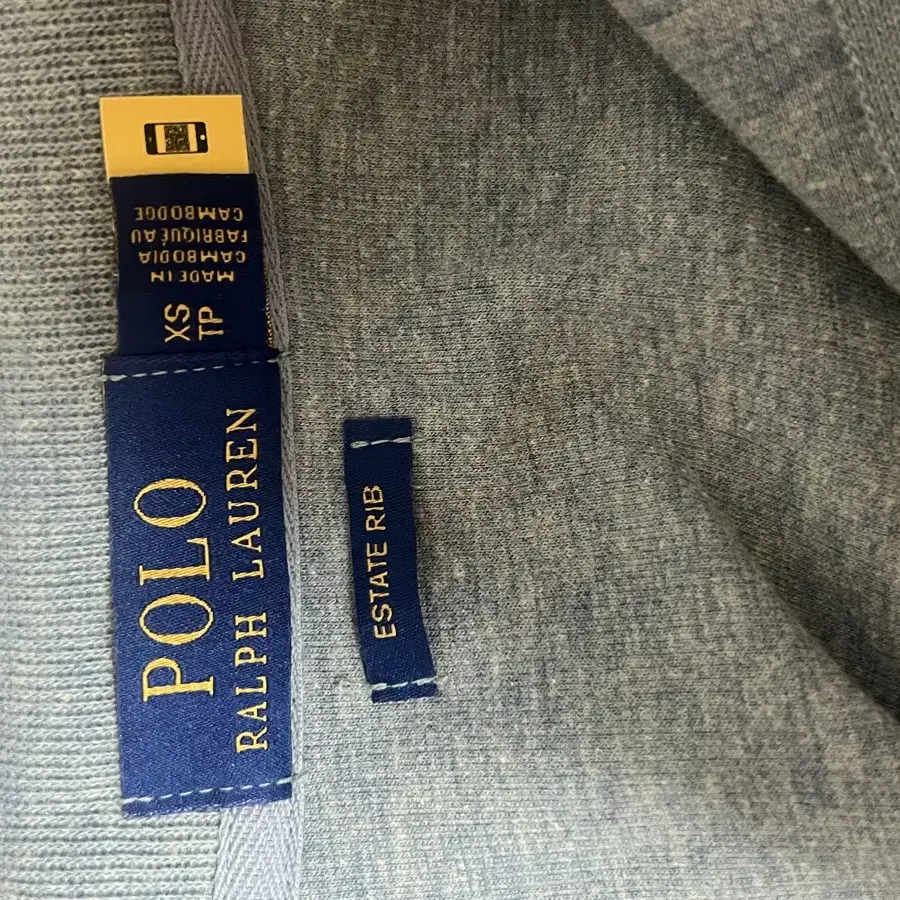 POLO
RALPH LAUREN
XS
TP
MADE IN
CAMBODIA
FABRIQUÉ AU
CAMBODGE
ESTATE RIB